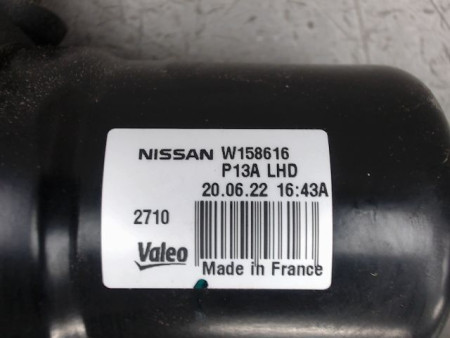 NISSAN W158616
P13A LHD
20.06.22 16:43A
2710
Valeo
Made in France